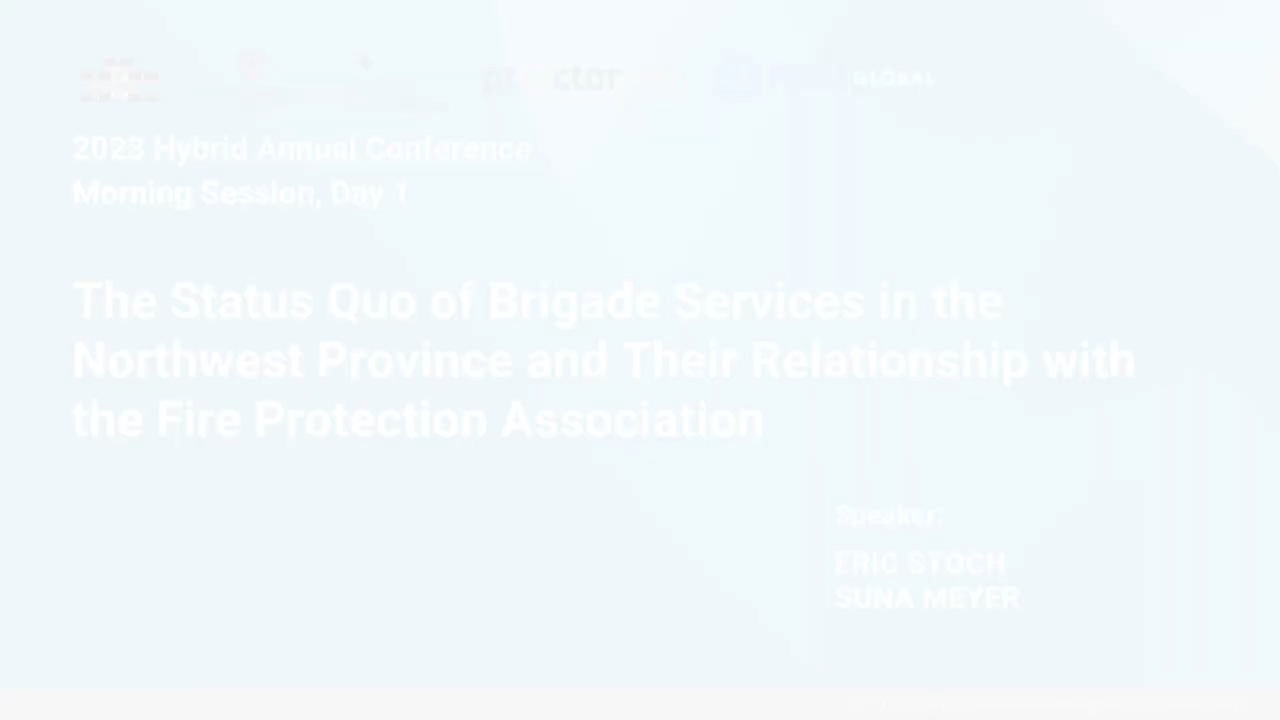 GLOBAL
2023 Hybrid Annual Conference
Morning Session, Day 1
The Status Quo of Brigade Services in the
Northwest Province and Their Relationship with
the Fire Protection Association
Speaker:
ERIC STOCH
SUNA MEYER